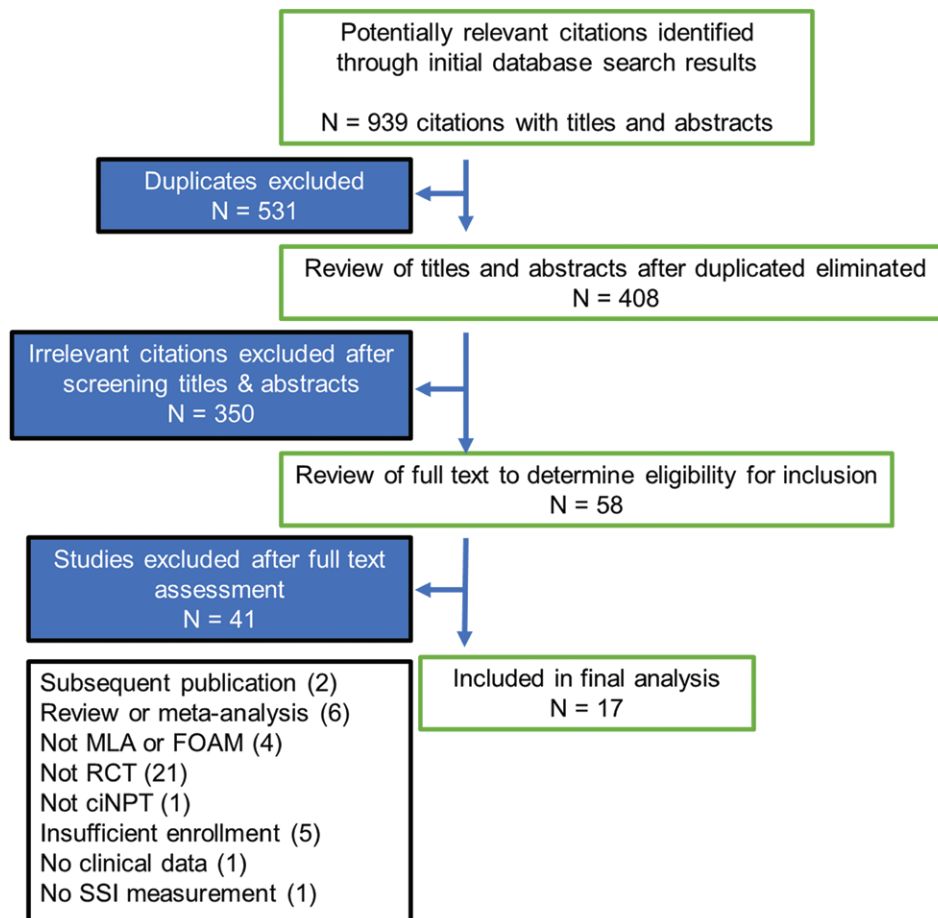 Potentially relevant citations identified
through initial database search results
N = 939 citations with titles and abstracts
Duplicates excluded
N = 531
Review of titles and abstracts after duplicated eliminated
N = 408
Irrelevant citations excluded after
screening titles & abstracts
N = 350
Review of full text to determine eligibility for inclusion
N = 58
Studies excluded after full text
assessment
N = 41
Subsequent publication (2)
Review or meta-analysis (6)
Not MLA or FOAM (4)
Not RCT (21)
Not ciNPT (1)
Insufficient enrollment (5)
No clinical data (1)
No SSI measurement (1)
Included in final analysis
N = 17